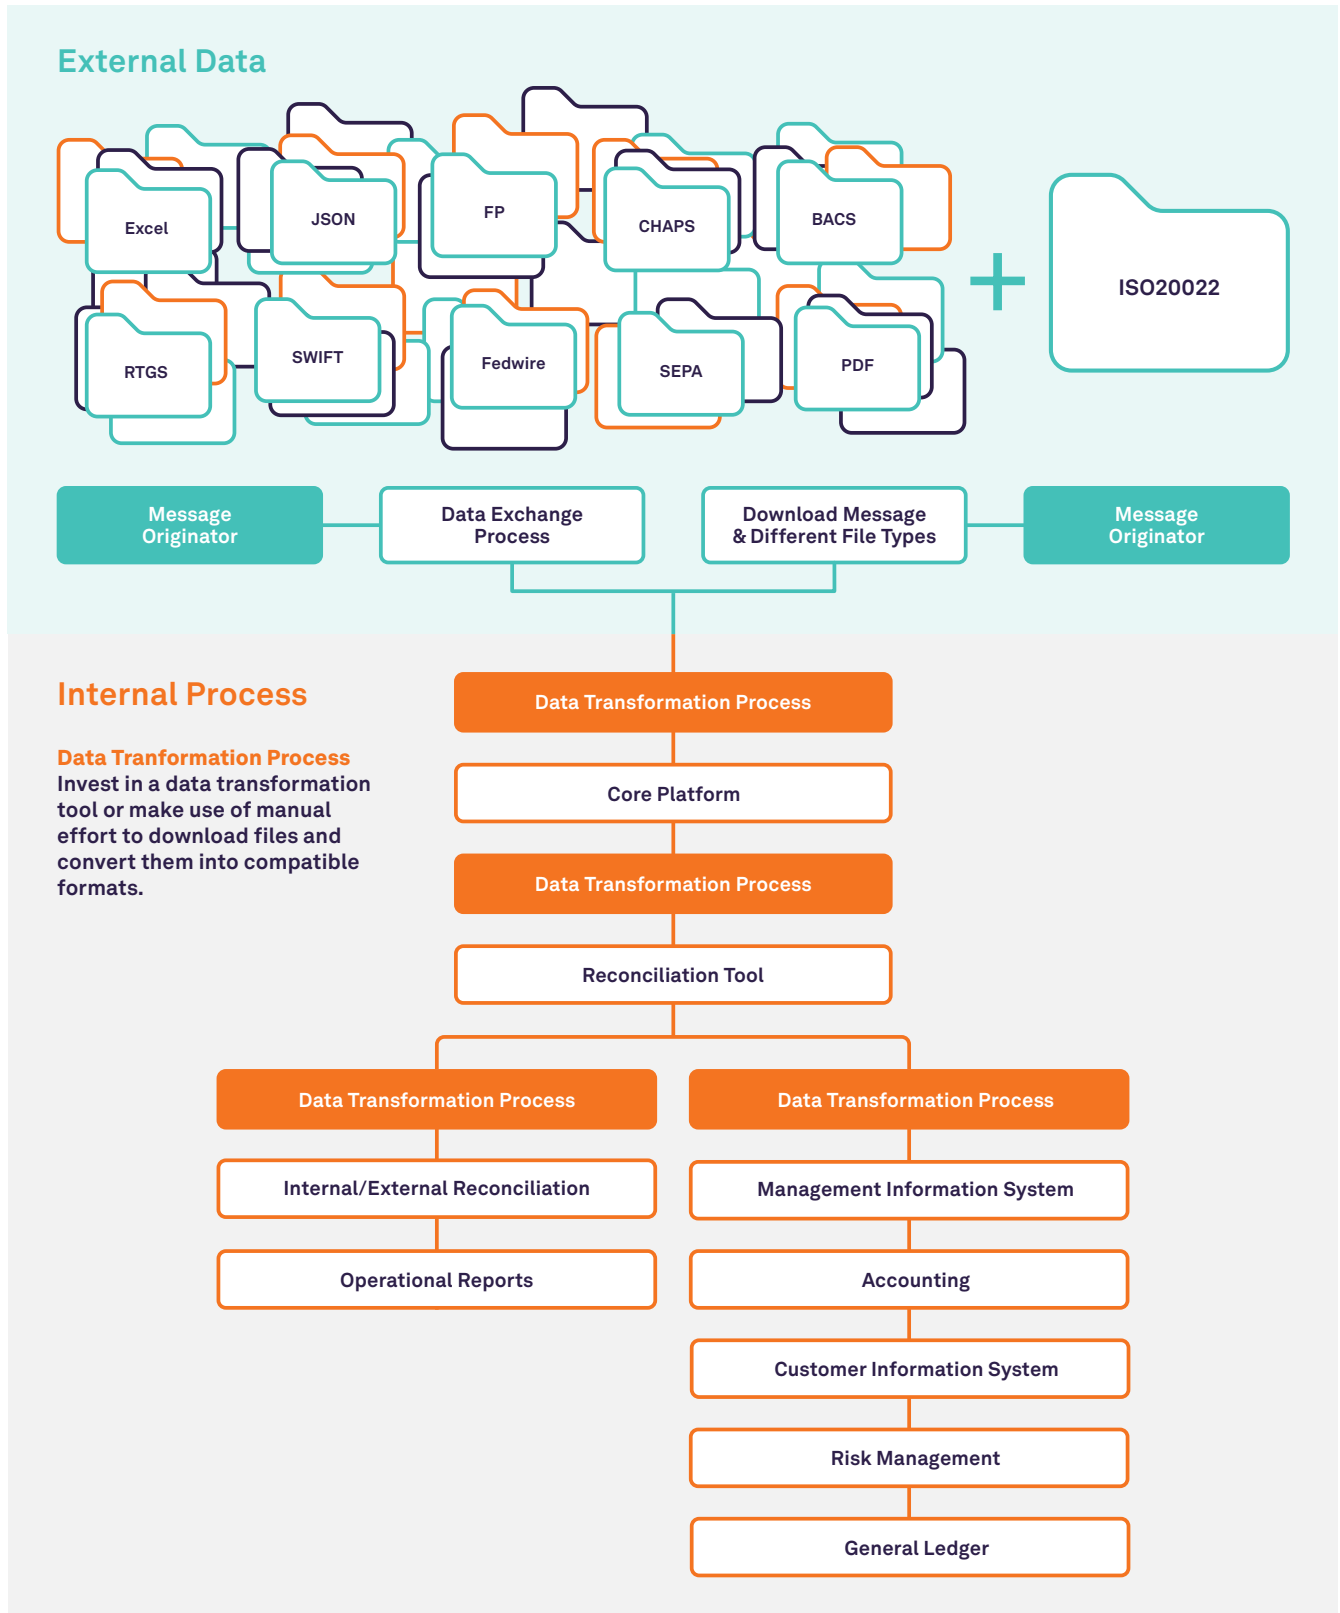 External Data
Excel
JSON
FP
CHAPS
BACS
ISO20022
RTGS
SWIFT
Fedwire
SEPA
PDF
Message
Originator
Data Exchange
Process
Download Message
& Different File Types
Message
Originator
Internal Process
Data Tranformation Process
Invest in a data transformation
tool or make use of manual
effort to download files and
convert them into compatible
formats.
Data Transformation Process
Core Platform
Data Transformation Process
Reconciliation Tool
Data Transformation Process
Internal/External Reconciliation
Operational Reports
Data Transformation Process
Management Information System
Accounting
Customer Information System
Risk Management
General Ledger